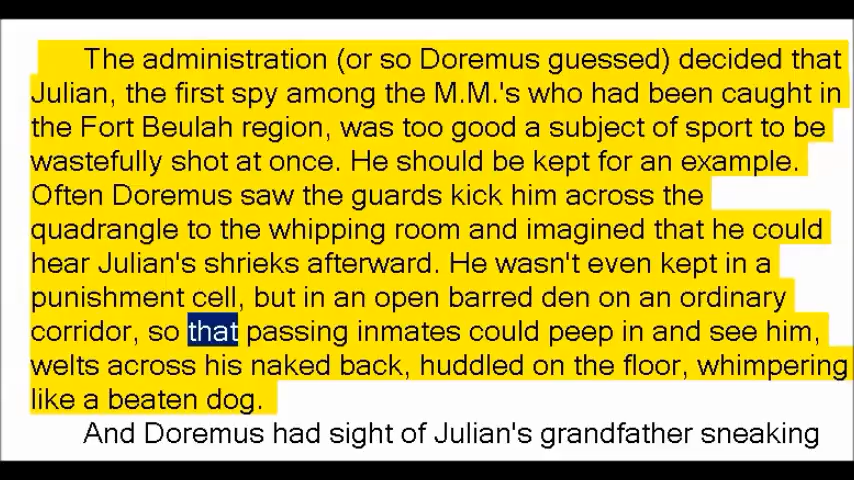 The administration (or so Doremus guessed) decided that
Julian, the first spy among the M.M.'s who had been caught in
the Fort Beulah region, was too good a subject of sport to be
wastefully shot at once. He should be kept for an example.
Often Doremus saw the guards kick him across the
quadrangle to the whipping room and imagined that he could
hear Julian's shrieks afterward. He wasn't even kept in a
punishment cell, but in an open barred den on an ordinary
corridor, so that passing inmates could peep in and see him,
welts across his naked back, huddled on the floor, whimpering
like a beaten dog.
And Doremus had sight of Julian's grandfather sneaking